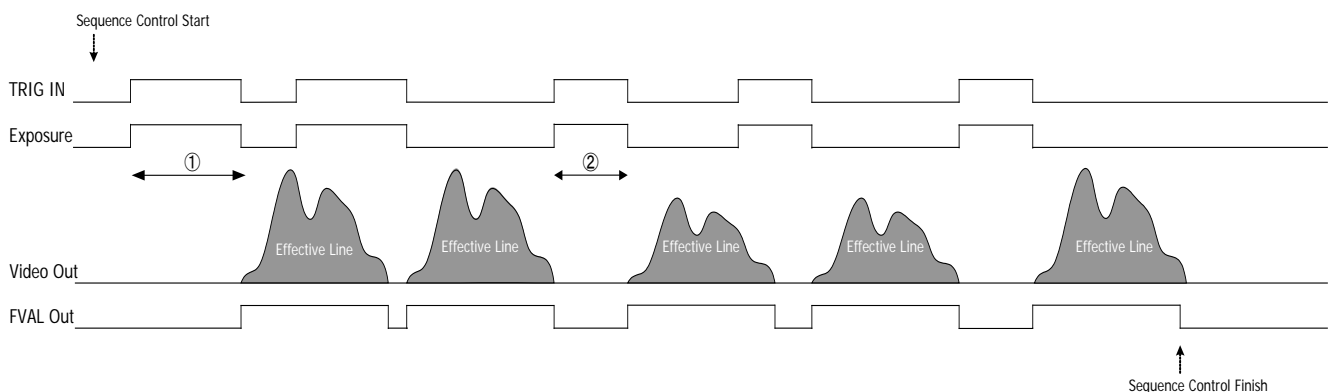 Sequence Control Start
TRIG IN
Exposure
① ②
Effective Line Effective Line Effective Line Effective Line Effective Line
Video Out
FVAL Out
Sequence Control Finish